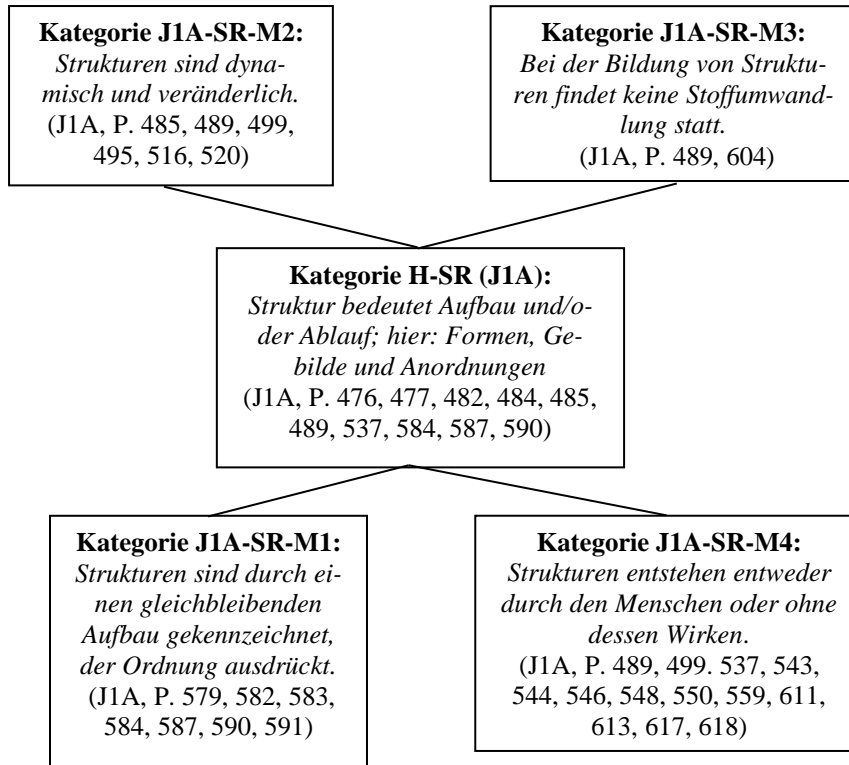 Kategorie J1A-SR-M2:
Strukturen sind dyna-
misch und veränderlich.
(J1A, P. 485, 489, 499,
495, 516, 520)
Kategorie J1A-SR-M3:
Bei der Bildung von Struktu-
ren findet keine Stoffumwand-
lung statt.
(J1A, P. 489, 604)
Kategorie H-SR (J1A):
Struktur bedeutet Aufbau und/o-
der Ablauf; hier: Formen, Ge-
bilde und Anordnungen
(J1A, P. 476, 477, 482, 484, 485,
489, 537, 584, 587, 590)
Kategorie J1A-SR-M1:
Strukturen sind durch ei-
nen gleichbleibenden
Aufbau gekennzeichnet,
der Ordnung ausdrückt.
(J1A, P. 579, 582, 583,
584, 587, 590, 591)
Kategorie J1A-SR-M4:
Strukturen entstehen entweder
durch den Menschen oder ohne
dessen Wirken.
(J1A, P. 489, 499. 537, 543,
544, 546, 548, 550, 559, 611,
613, 617, 618)